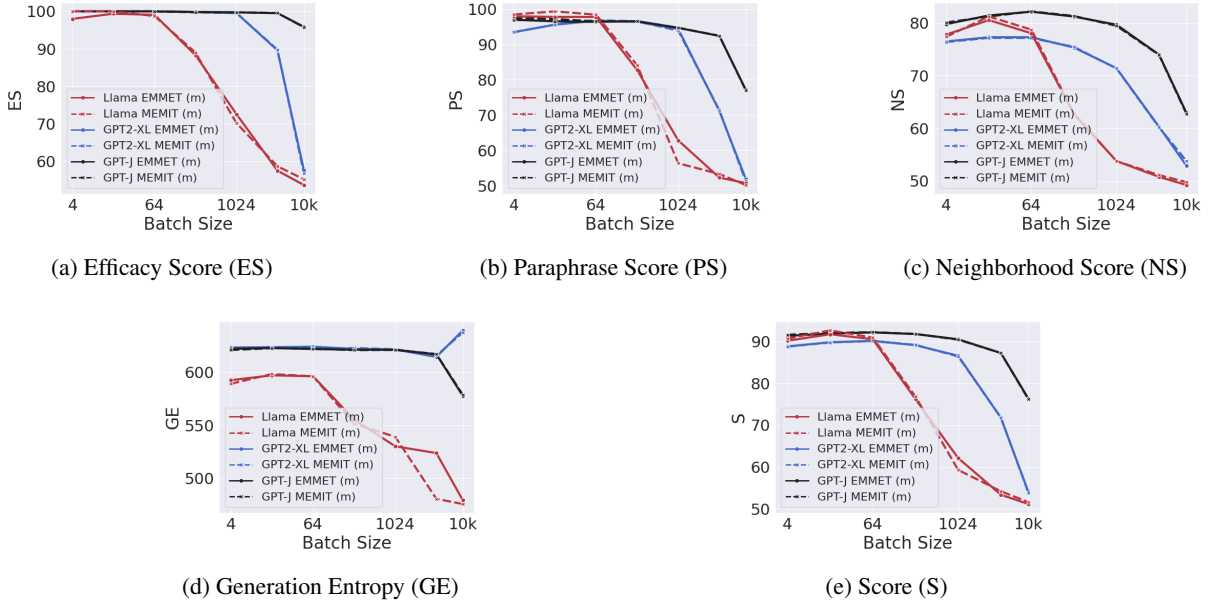 100
90
80
70
60
ES
Llama EMMET (m)
Llama MEMIT (m)
GPT2-XL EMMET (m)
GPT2-XL MEMIT (m)
GPT-J EMMET (m)
GPT-J MEMIT (m)
4 64 1024 10k
Batch Size
(a) Efficacy Score (ES)
100
90
80
70
60
50
PS
Llama EMMET (m)
Llama MEMIT (m)
GPT2-XL EMMET (m)
GPT2-XL MEMIT (m)
GPT-J EMMET (m)
GPT-J MEMIT (m)
4 64 1024 10k
Batch Size
(b) Paraphrase Score (PS)
80
70
60
50
NS
Llama EMMET (m)
Llama MEMIT (m)
GPT2-XL EMMET (m)
GPT2-XL MEMIT (m)
GPT-J EMMET (m)
GPT-J MEMIT (m)
4 64 1024 10k
Batch Size
(c) Neighborhood Score (NS)
600
550
500
GE
Llama EMMET (m)
Llama MEMIT (m)
GPT2-XL EMMET (m)
GPT2-XL MEMIT (m)
GPT-J EMMET (m)
GPT-J MEMIT (m)
4 64 1024 10k
Batch Size
(d) Generation Entropy (GE)
90
80
70
60
50
S
Llama EMMET (m)
Llama MEMIT (m)
GPT2-XL EMMET (m)
GPT2-XL MEMIT (m)
GPT-J EMMET (m)
GPT-J MEMIT (m)
4 64 1024 10k
Batch Size
(e) Score (S)